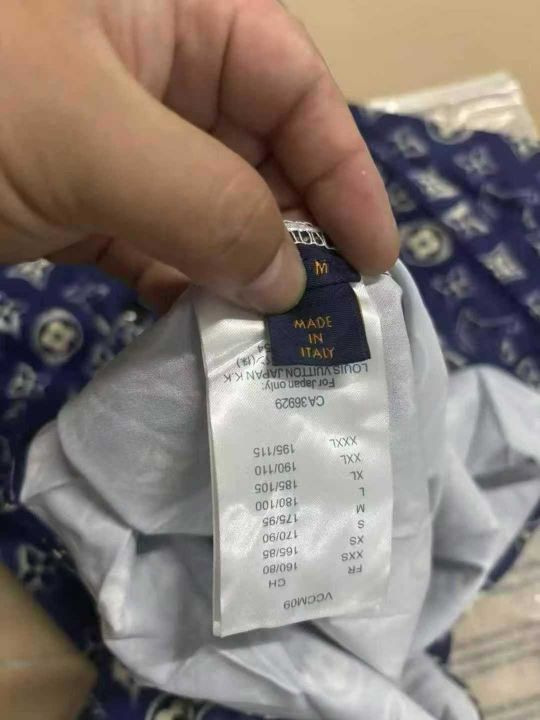 M
MADE
IN
ITALY
VCCM09
FR CH
XXS 160/80
XS 165/85
S 170/90
M 175/95
L 180/100
XL 185/105
XXL 190/110
XXXL 195/115
CA36929
For Japan only:
LOUIS VUITTON JAPAN K.K